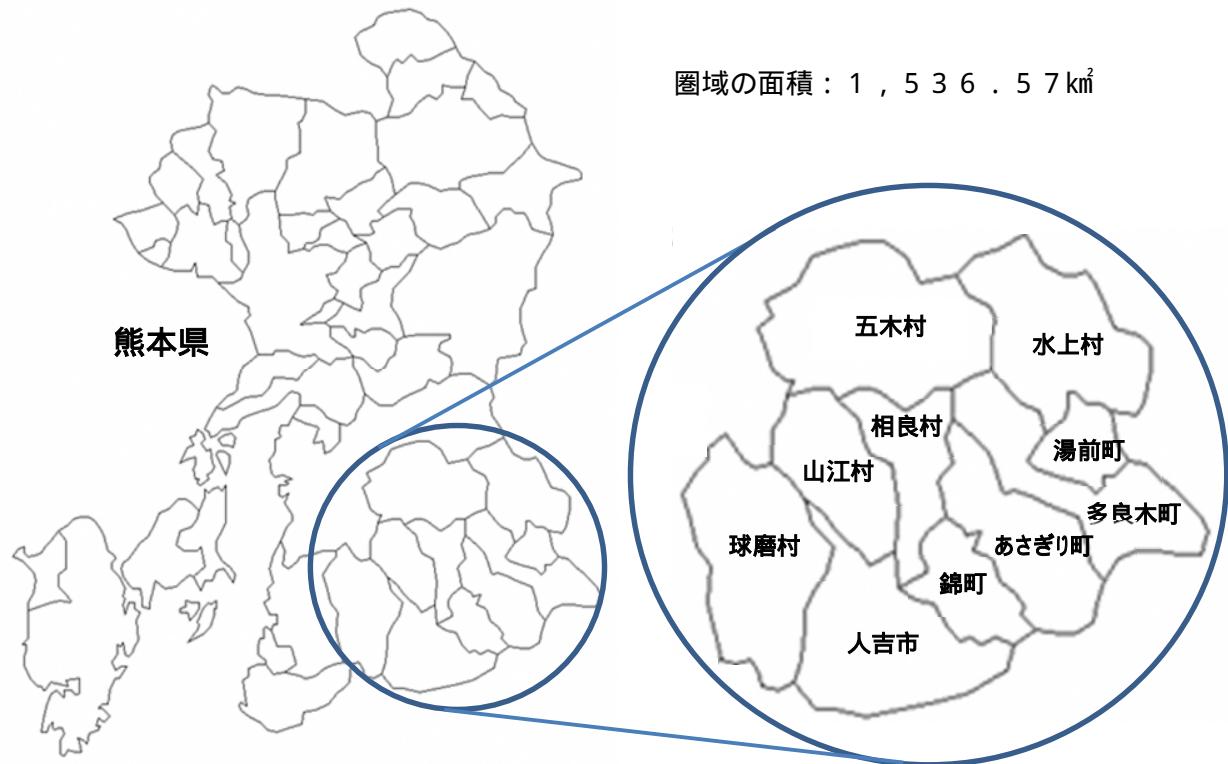 圏域の面積：１，５３６．５７㎢
熊本県
五木村
水上村
相良村
湯前町
山江村
多良木町
球磨村
あさぎり町
錦町
人吉市